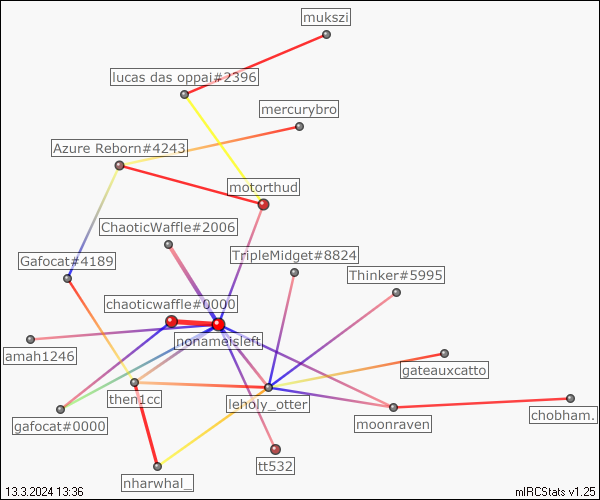 mukszi
lucas das oppai#2396
mercurybro
Azure Reborn#4243
motorthud
ChaoticWaffle#2006
TripleMidget#8824
Gafocat#4189
Thinker#5995
chaoticwaffle#0000
nonameisleft
amah1246
gateauxcatto
then1cc
leholy_otter
gafocat#0000
moonraven
chobham.
tt532
nharwhal_
13.3.2024 13:36
mIRCStats v1.25